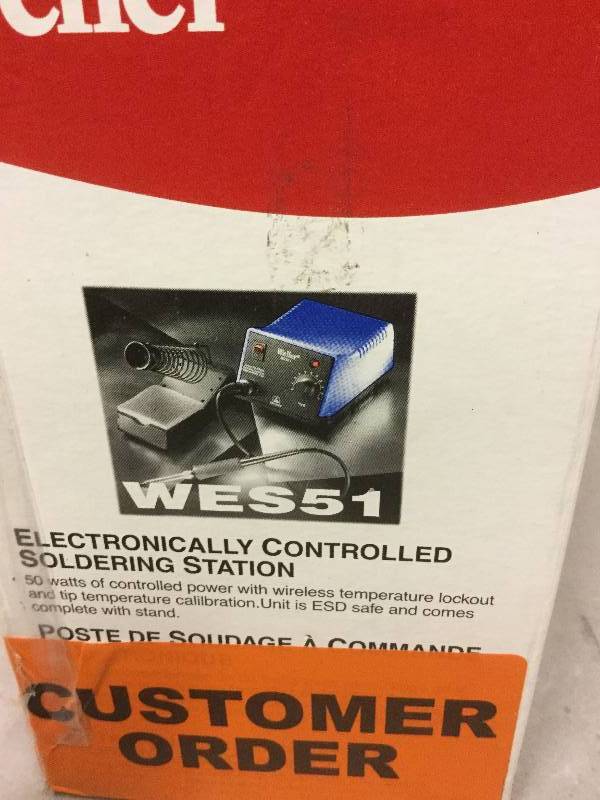 Weller
WES51
ELECTRONICALLY CONTROLLED
SOLDERING STATION
· 50 watts of controlled power with wireless temperature lockout
and tip temperature calilbration.Unit is ESD safe and comes
complete with stand.
POSTE DE SOUDAGE À COMMANDE
CUSTOMER
ORDER